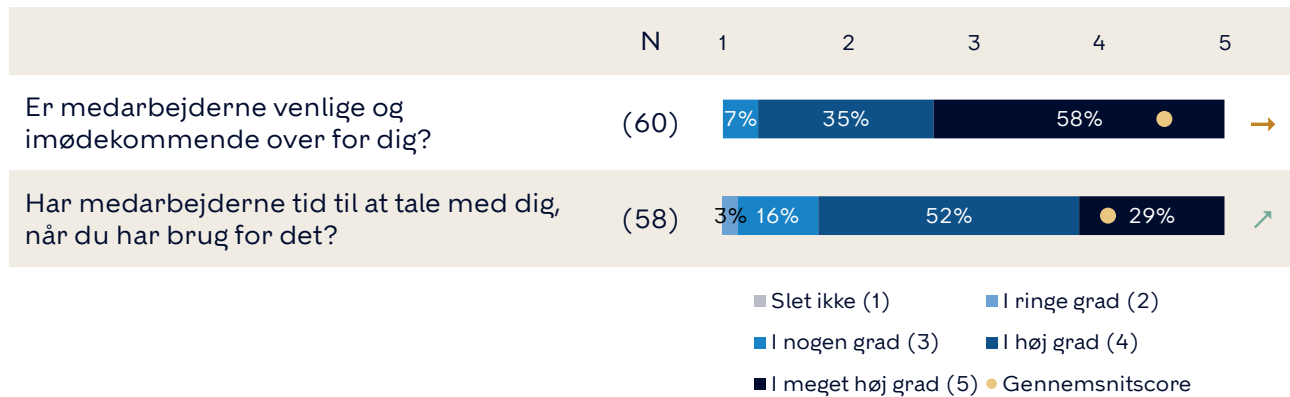 N 1 2 3 4 5
Er medarbejderne venlige og
imødekommende over for dig?
(60) 7% 35% 58% →
Har medarbejderne tid til at tale med dig,
når du har brug for det?
(58) 3% 16% 52% 29% ↗
Slet ikke (1) I ringe grad (2)
I nogen grad (3) I høj grad (4)
I meget høj grad (5) Gennemsnitscore